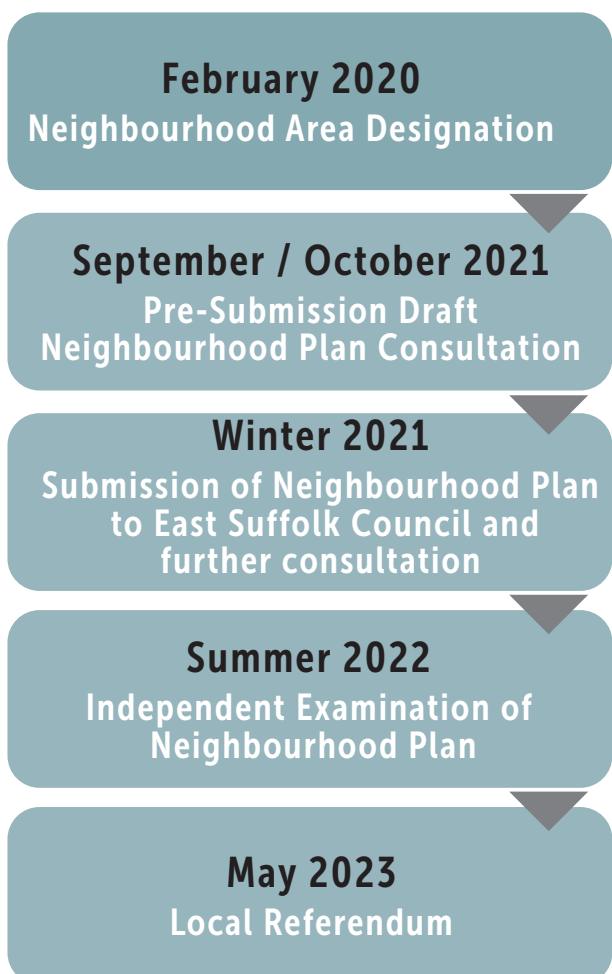 February 2020
Neighbourhood Area Designation
September / October 2021
Pre-Submission Draft
Neighbourhood Plan Consultation
Winter 2021
Submission of Neighbourhood Plan
to East Suffolk Council and
further consultation
Summer 2022
Independent Examination of
Neighbourhood Plan
May 2023
Local Referendum